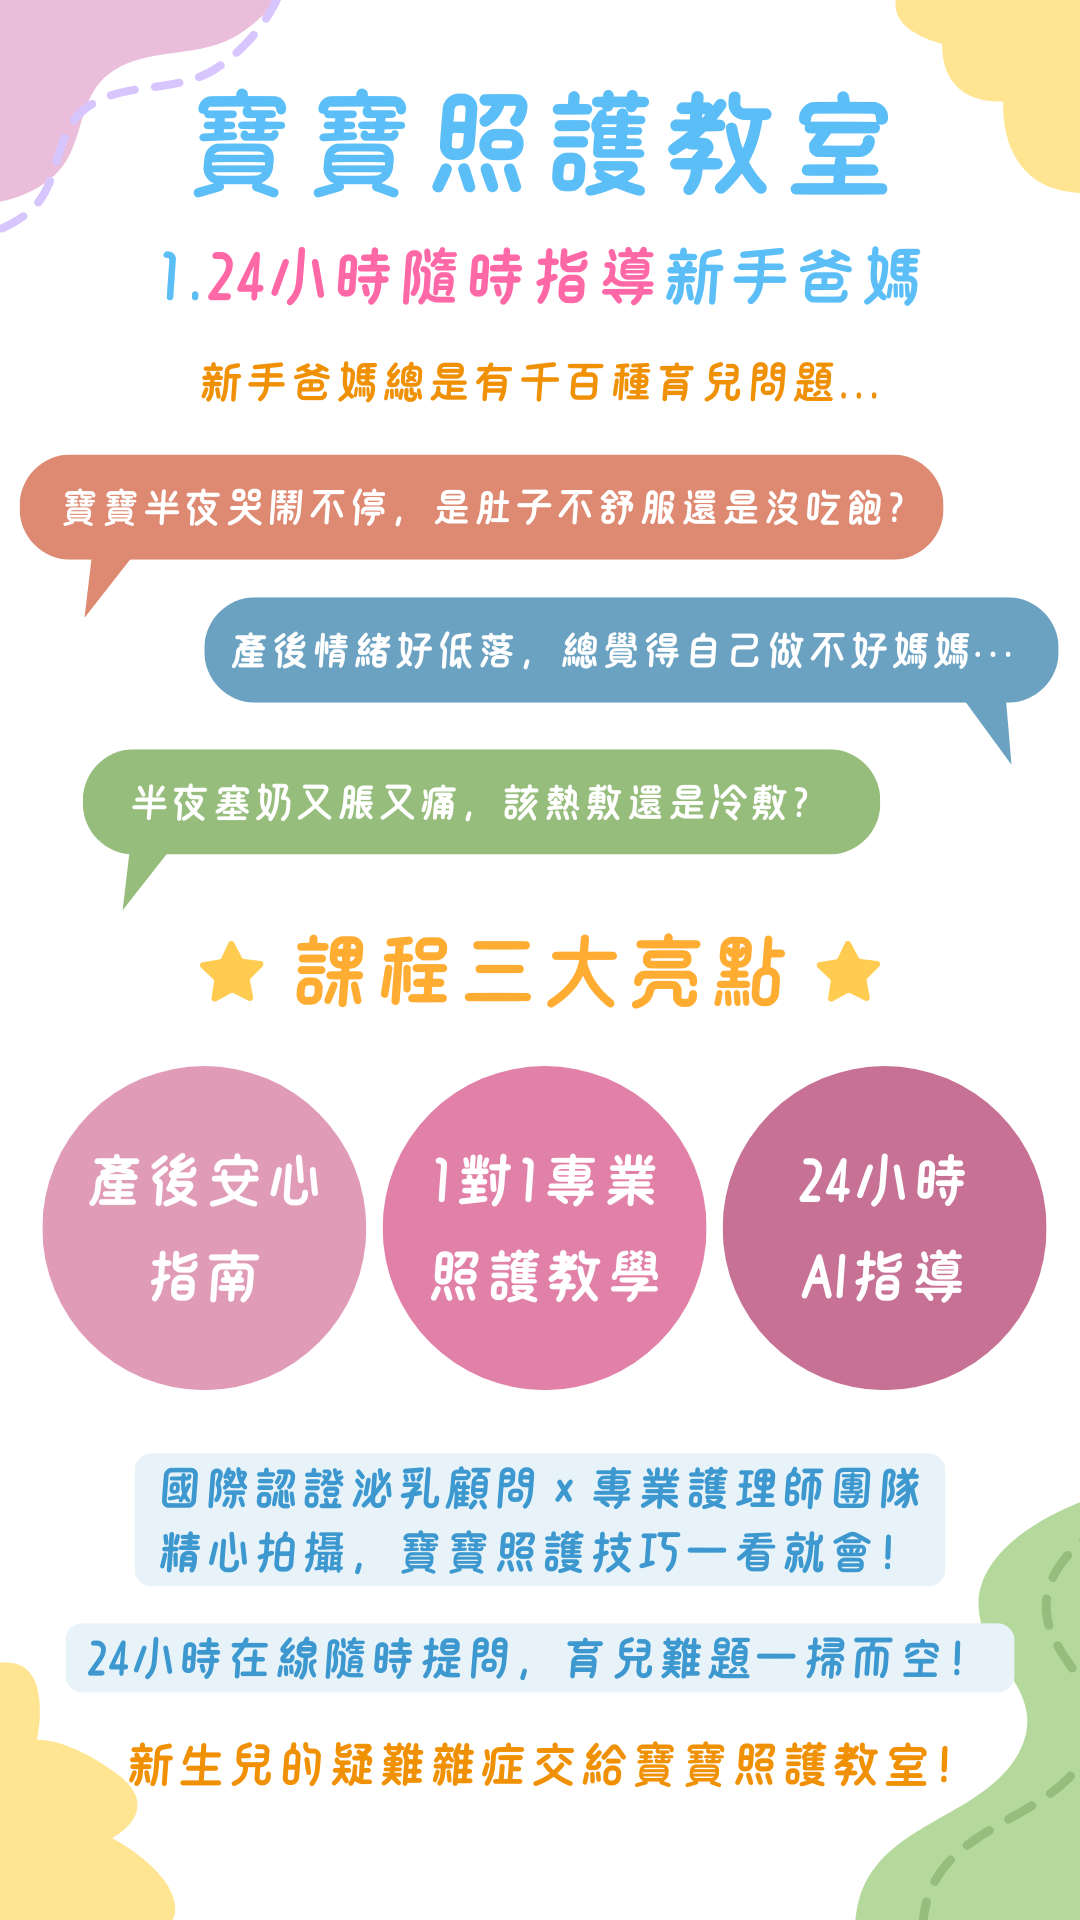 寶寶照護教室
1.24小時隨時指導新手爸媽
新手爸媽總是有千百種育兒問題...
寶寶半夜哭鬧不停，是肚子不舒服還是沒吃飽?
產後情緒好低落，總覺得自己做不好媽媽…
半夜塞奶又脹又痛，該熱敷還是冷敷?
課程三大亮點
產後安心
指南
1對1專業
照護教學
24小時
AI指導
國際認證泌乳顧問 x 專業護理師團隊
精心拍攝，寶寶照護技巧一看就會！
24小時在線隨時提問，育兒難題一掃而空！
新生兒的疑難雜症交給寶寶照護教室！